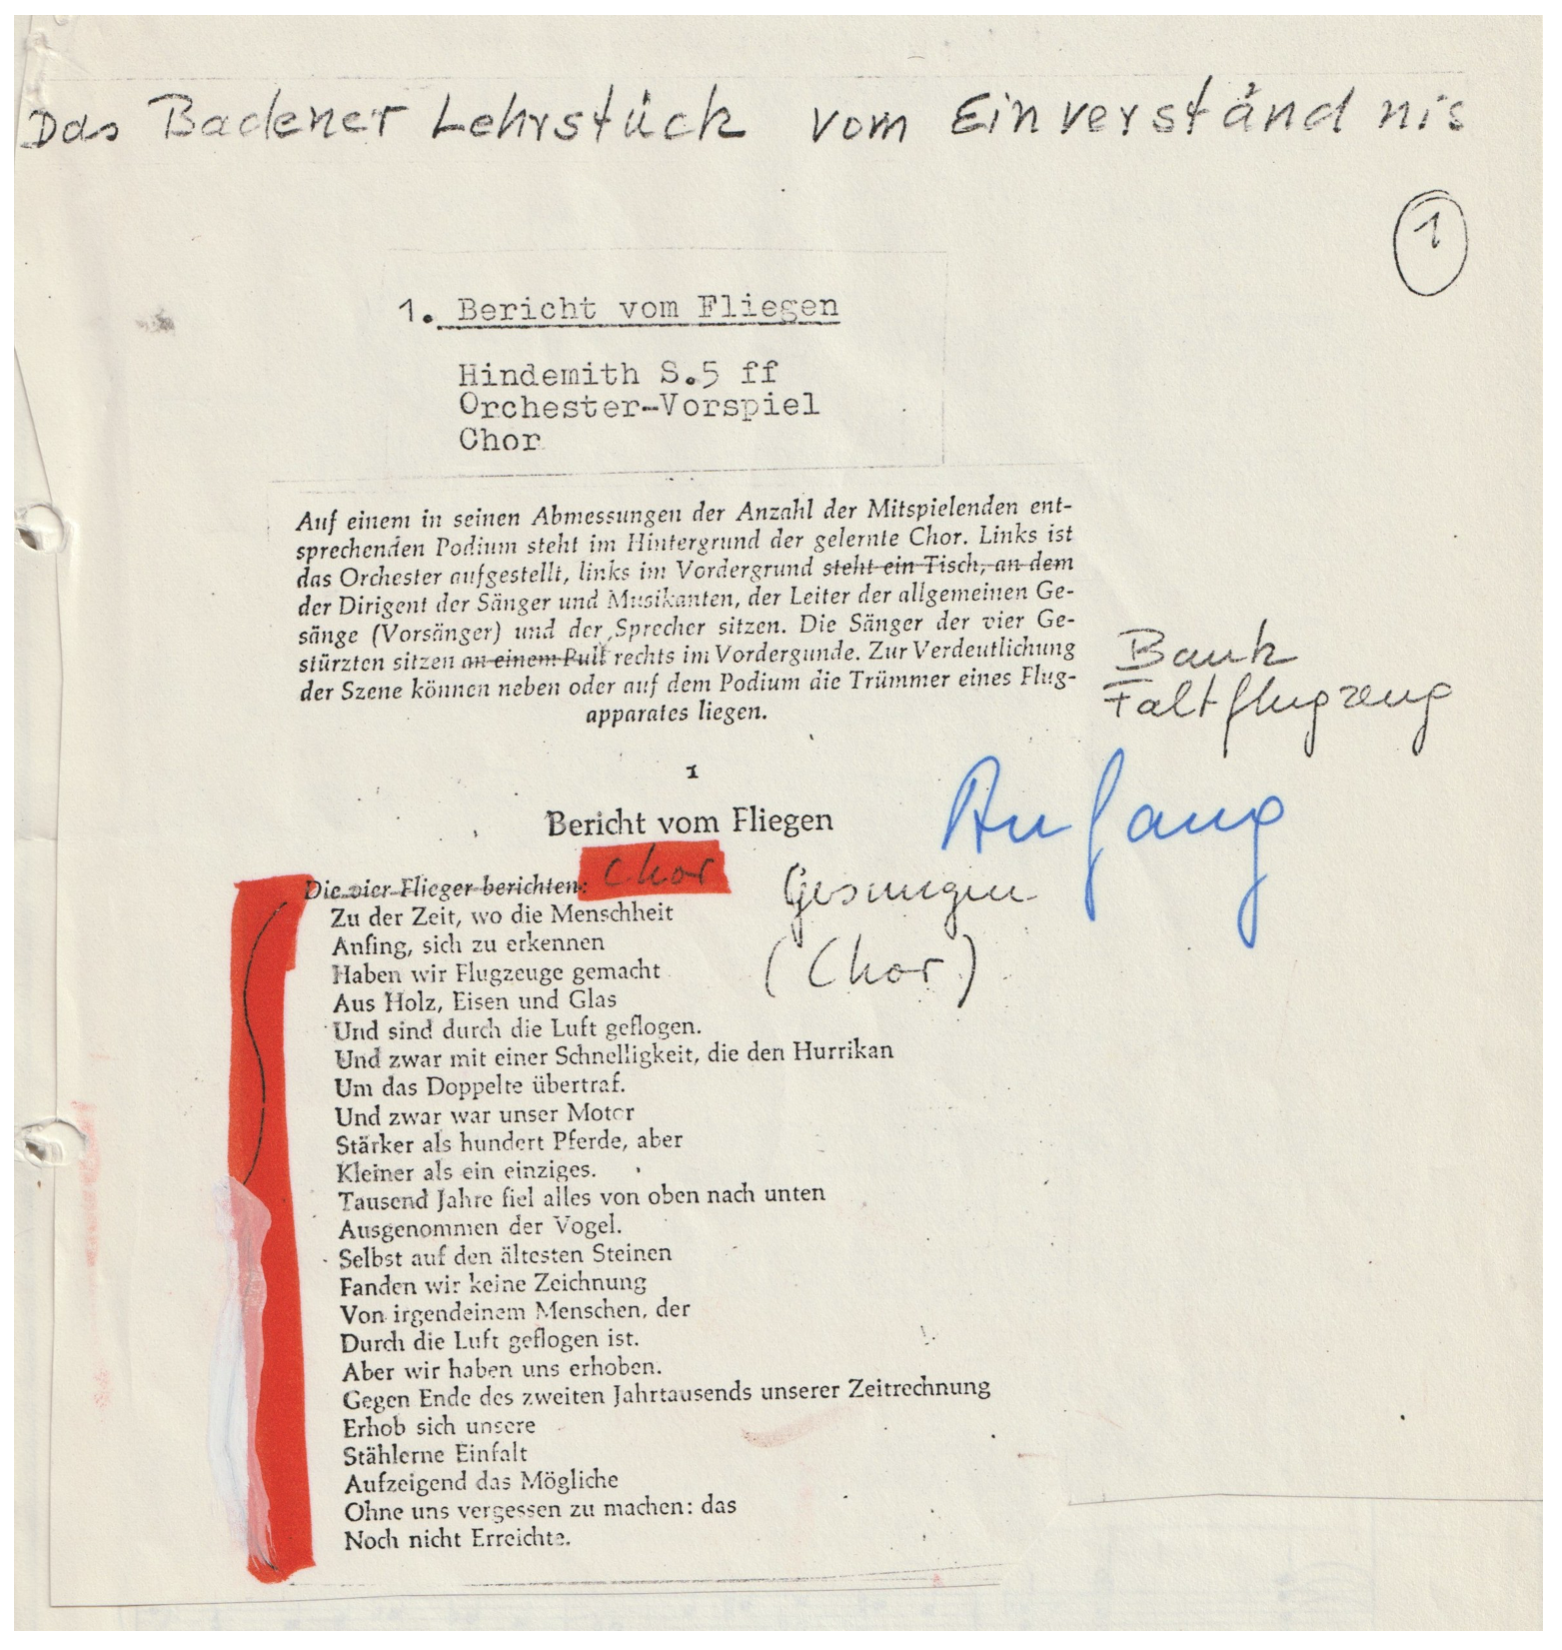 Das Badener Lehrstück vom Einverständnis
1
1. Bericht vom Fliegen
Hindemith S.5 ff
Orchester-Vorspiel
Chor
Auf einem in seinen Abmessungen der Anzahl der Mitspielenden ent-
sprechenden Podium steht im Hintergrund der gelernte Chor. Links ist
das Orchester aufgestellt, links im Vordergrund steht ein Tisch, an dem
der Dirigent der Sänger und Musikanten, der Leiter der allgemeinen Ge-
sänge (Vorsänger) und der Sprecher sitzen. Die Sänger der vier Ge-
stürzten sitzen an einem Pult rechts im Vordergunde. Zur Verdeutlichung
der Szene können neben oder auf dem Podium die Trümmer eines Flug-
apparates liegen.
Bank
Faltflugzeug
1
Bericht vom Fliegen
Anfang
Die vier Flieger berichten: Chor
Gesungen
(Chor)
Zu der Zeit, wo die Menschheit
Anfing, sich zu erkennen
Haben wir Flugzeuge gemacht
Aus Holz, Eisen und Glas
Und sind durch die Luft geflogen.
Und zwar mit einer Schnelligkeit, die den Hurrikan
Um das Doppelte übertraf.
Und zwar war unser Motor
Stärker als hundert Pferde, aber
Kleiner als ein einziges.
Tausend Jahre fiel alles von oben nach unten
Ausgenommen der Vogel.
Selbst auf den ältesten Steinen
Fanden wir keine Zeichnung
Von irgendeinem Menschen, der
Durch die Luft geflogen ist.
Aber wir haben uns erhoben.
Gegen Ende des zweiten Jahrtausends unserer Zeitrechnung
Erhob sich unsere
Stählerne Einfalt
Aufzeigend das Mögliche
Ohne uns vergessen zu machen: das
Noch nicht Erreichte.